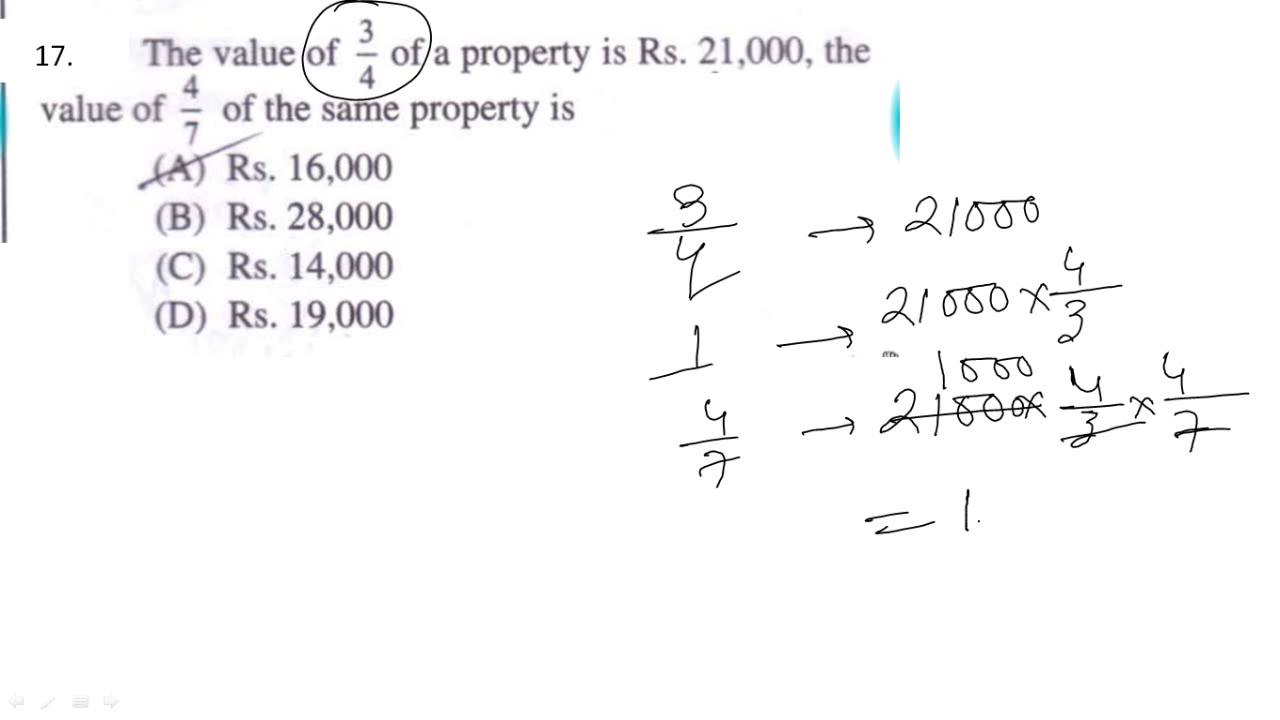 17. The value of 3/4 of a property is Rs. 21,000, the
value of 4/7 of the same property is
(A) Rs. 16,000
(B) Rs. 28,000
(C) Rs. 14,000
(D) Rs. 19,000
3/4 → 21000
1 → 21000 × 4/3
1000
4/7 → 21000 × 4/3 × 4/7
= 1.